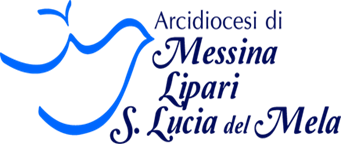 Arcidiocesi di
Messina
Lipari
S. Lucia del Mela